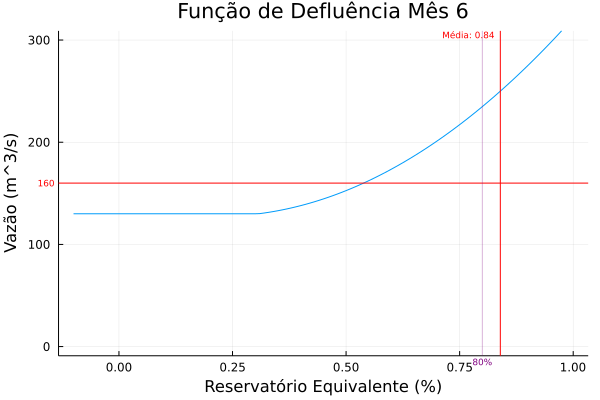 Função de Defluência Mês 6
Média: 0.84
300
200
160
100
0
Vazão (m^3/s)
0.00
0.25
0.50
0.75
80%
1.00
Reservatório Equivalente (%)